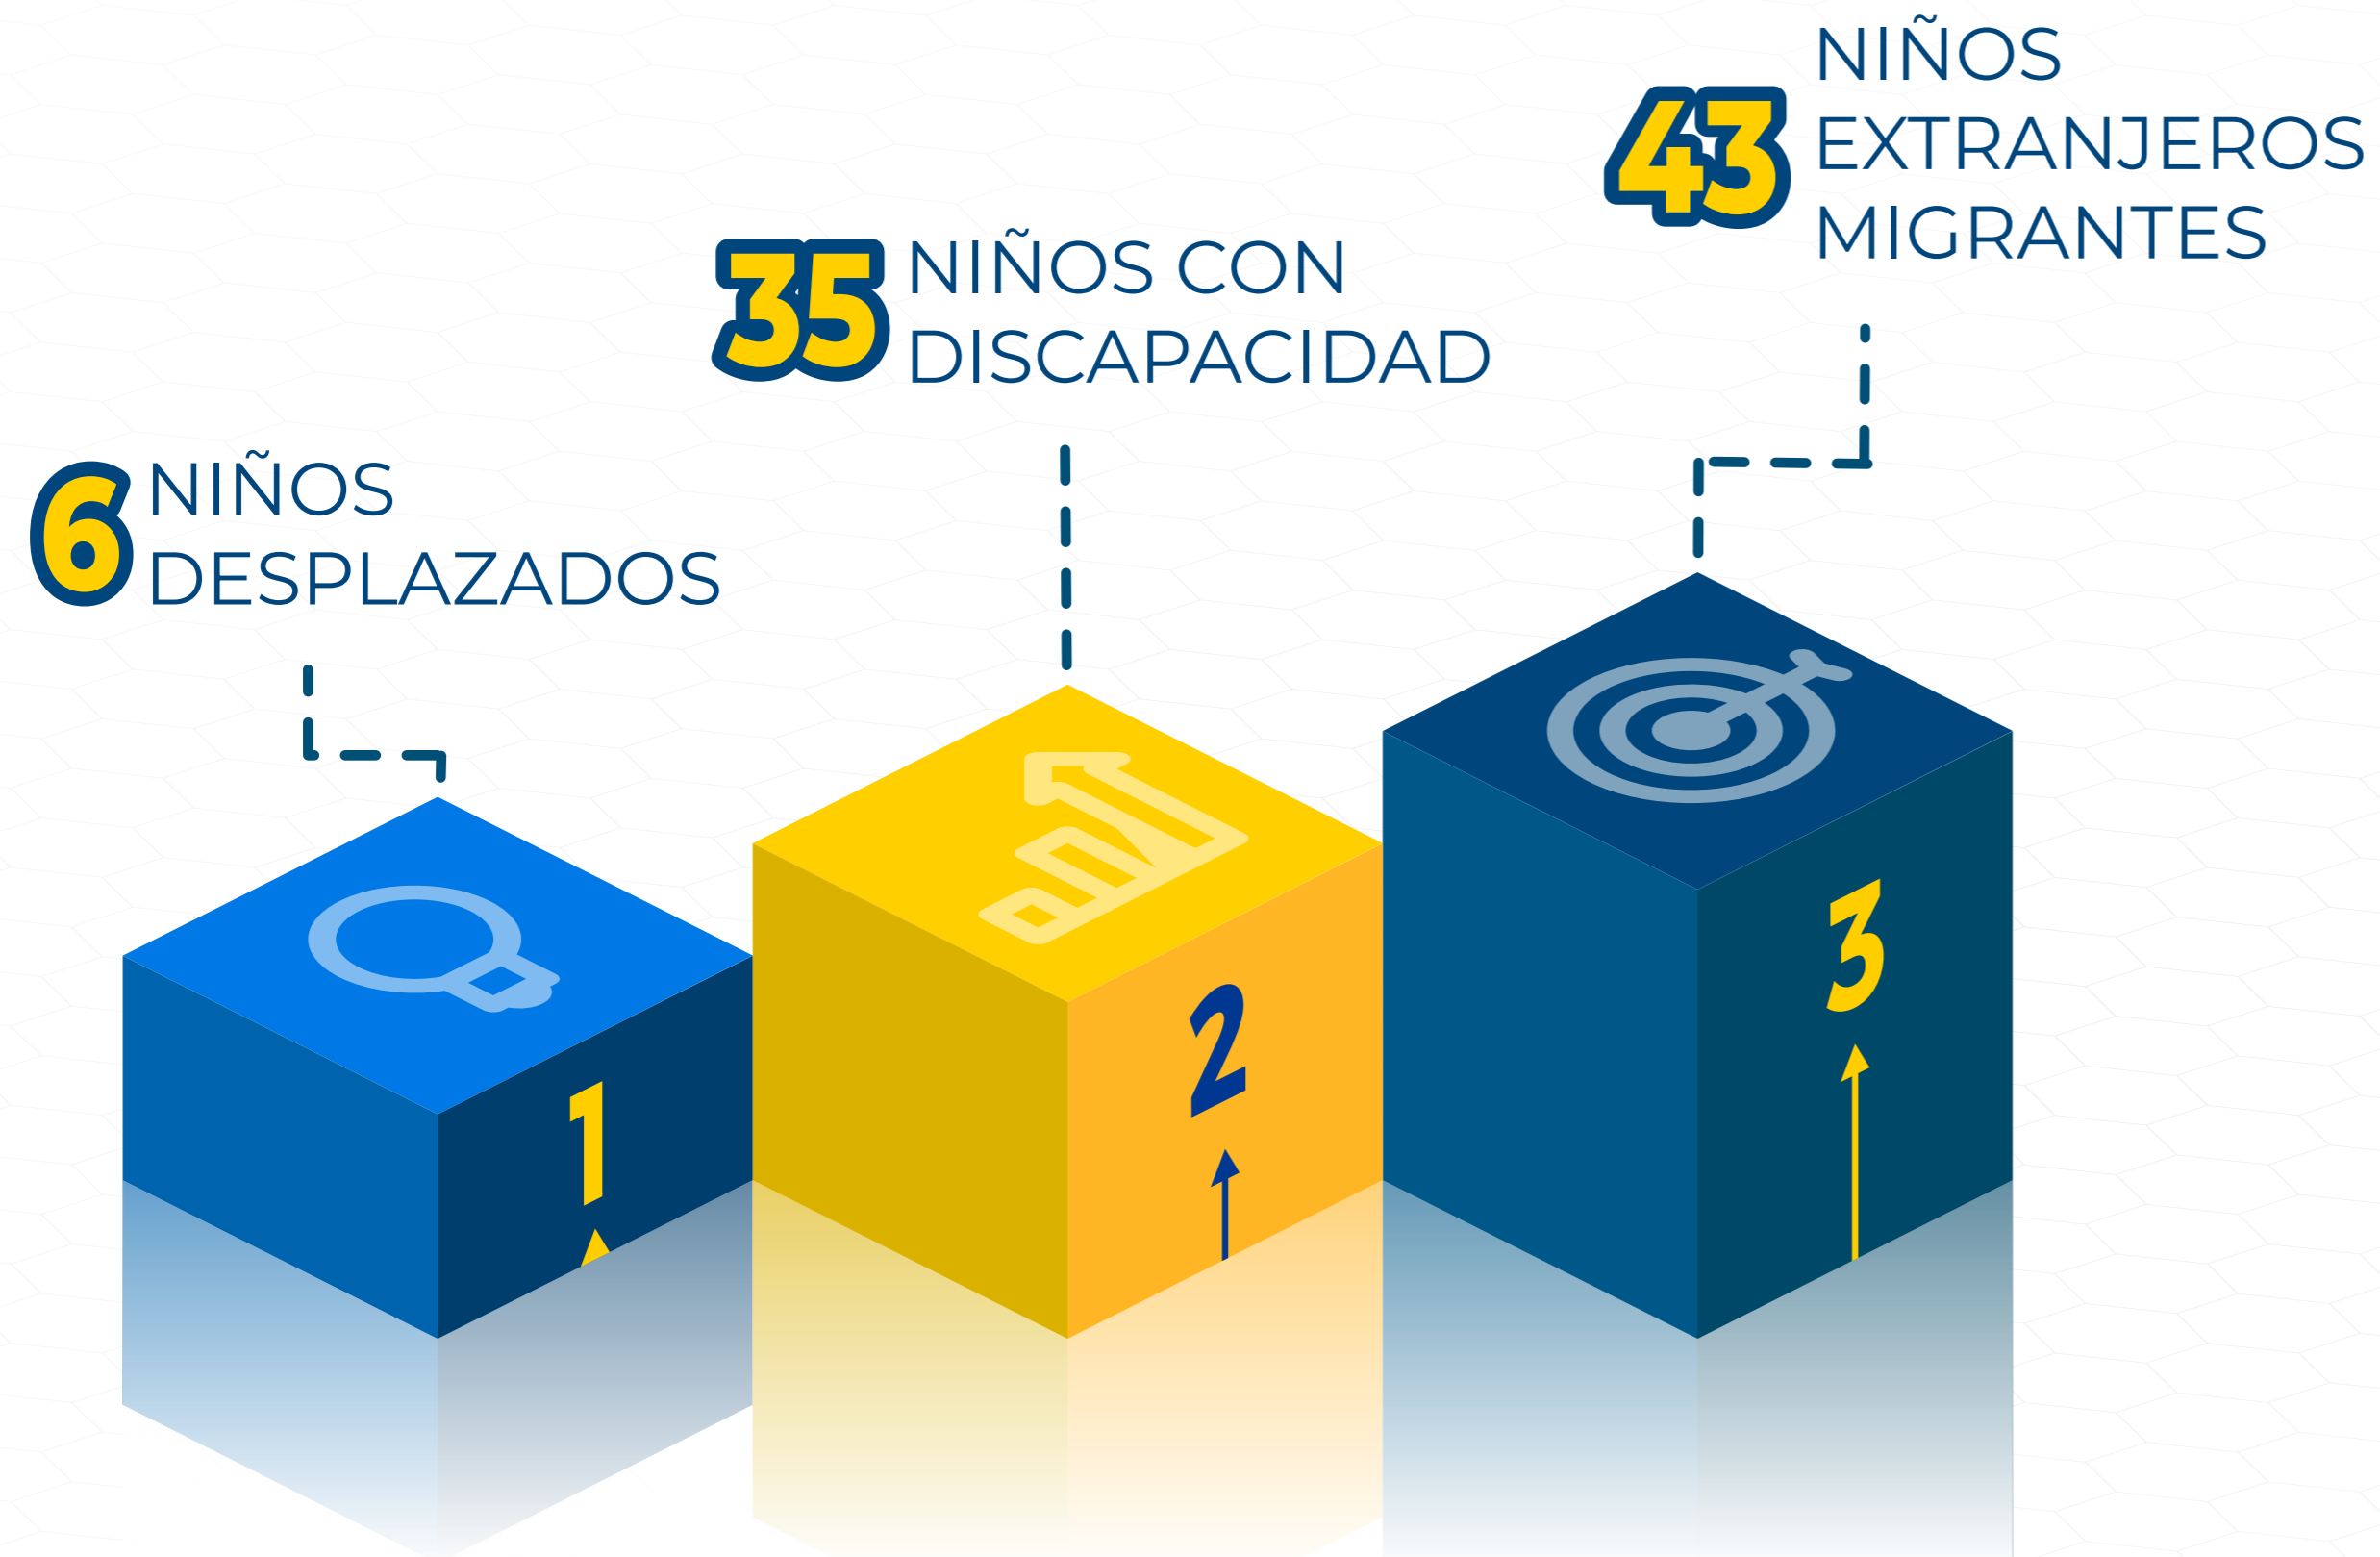 6
NIÑOS
DESPLAZADOS
35
NIÑOS CON
DISCAPACIDAD
43
NIÑOS
EXTRANJEROS
MIGRANTES
1
2
3